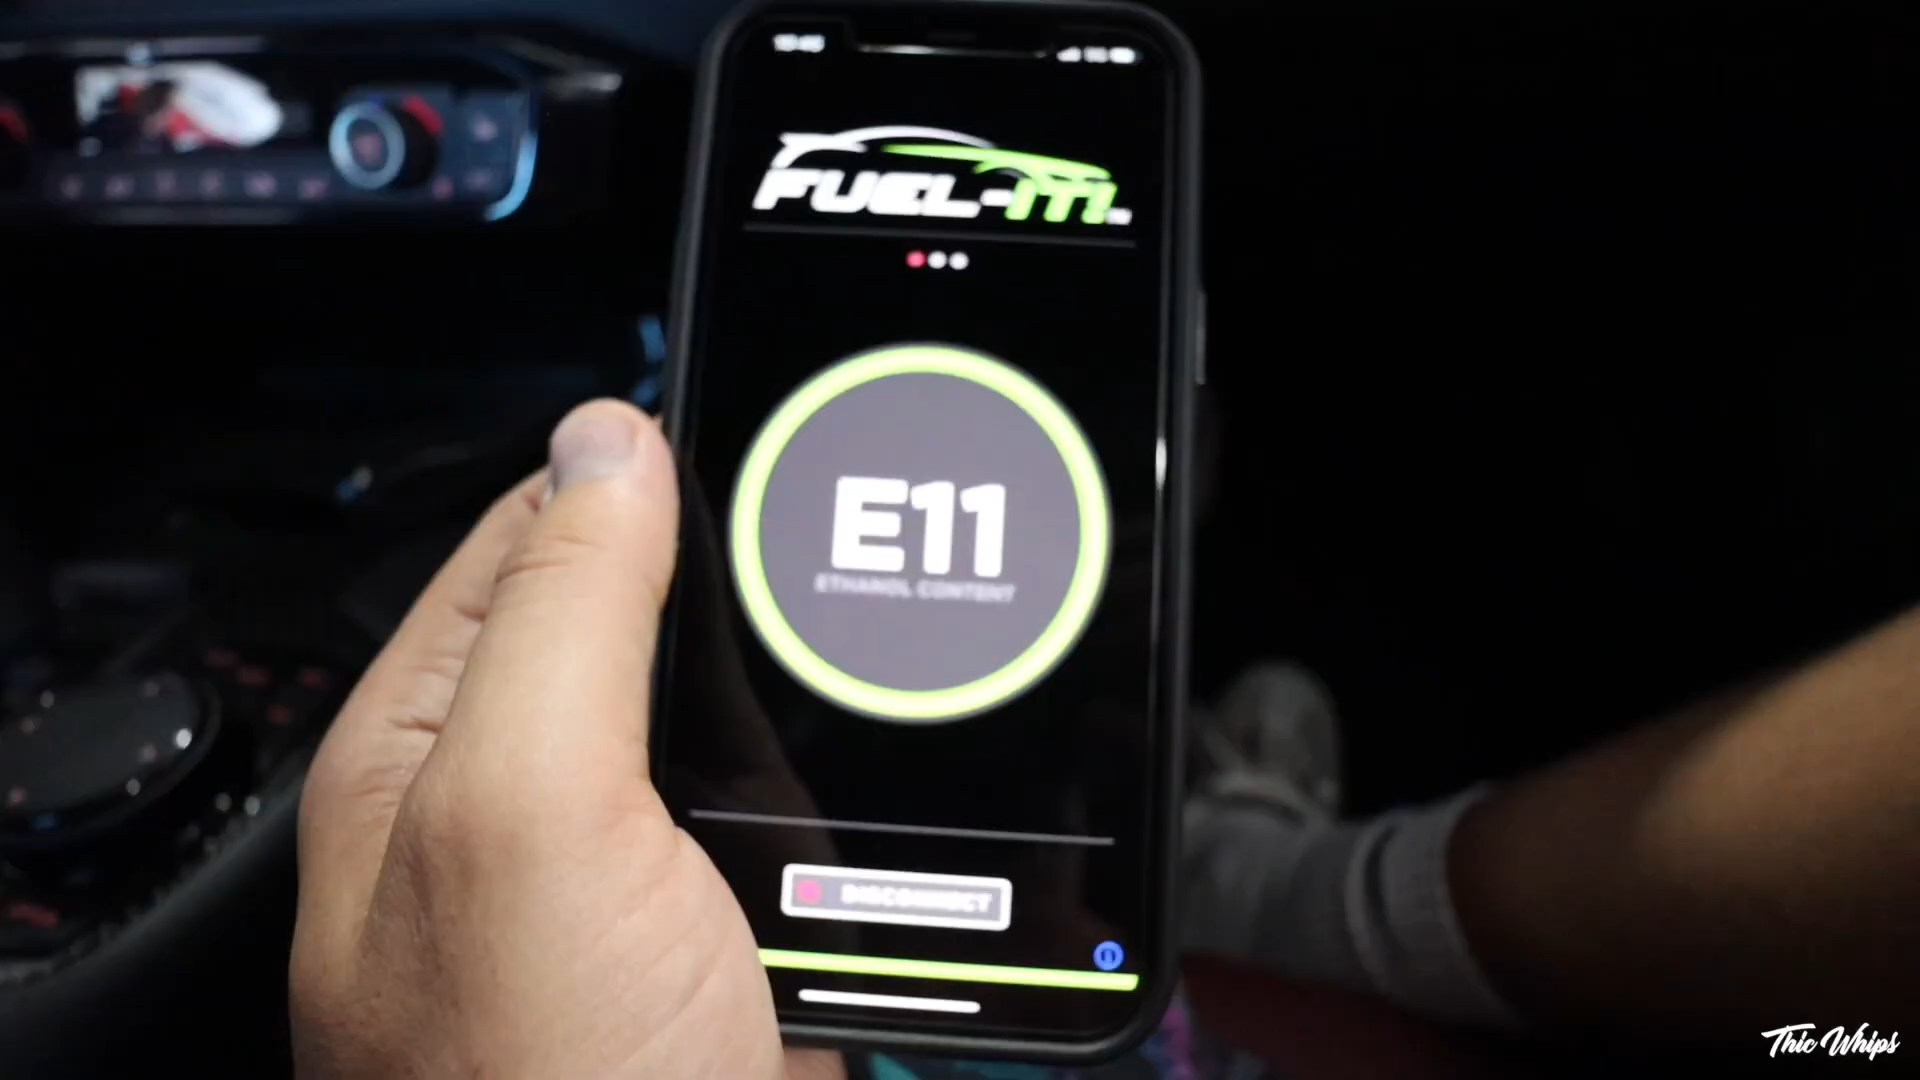 FUEL-IT!
E11
ETHANOL CONTENT
DISCONNECT
Thic Whips